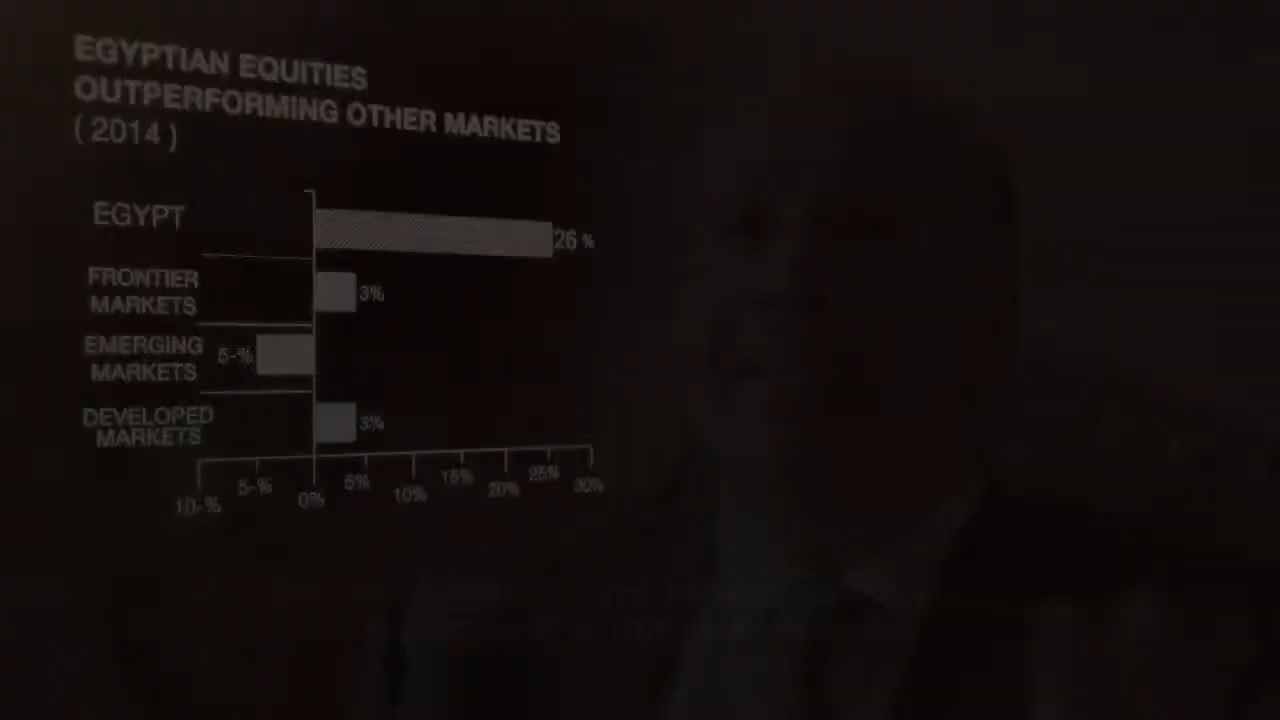 EGYPTIAN EQUITIES
OUTPERFORMING OTHER MARKETS
( 2014 )
EGYPT
26 %
FRONTIER
MARKETS
3%
EMERGING
MARKETS
5-%
DEVELOPED
MARKETS
3%
10-% 5-% 0% 5% 10% 15% 20% 25% 30%